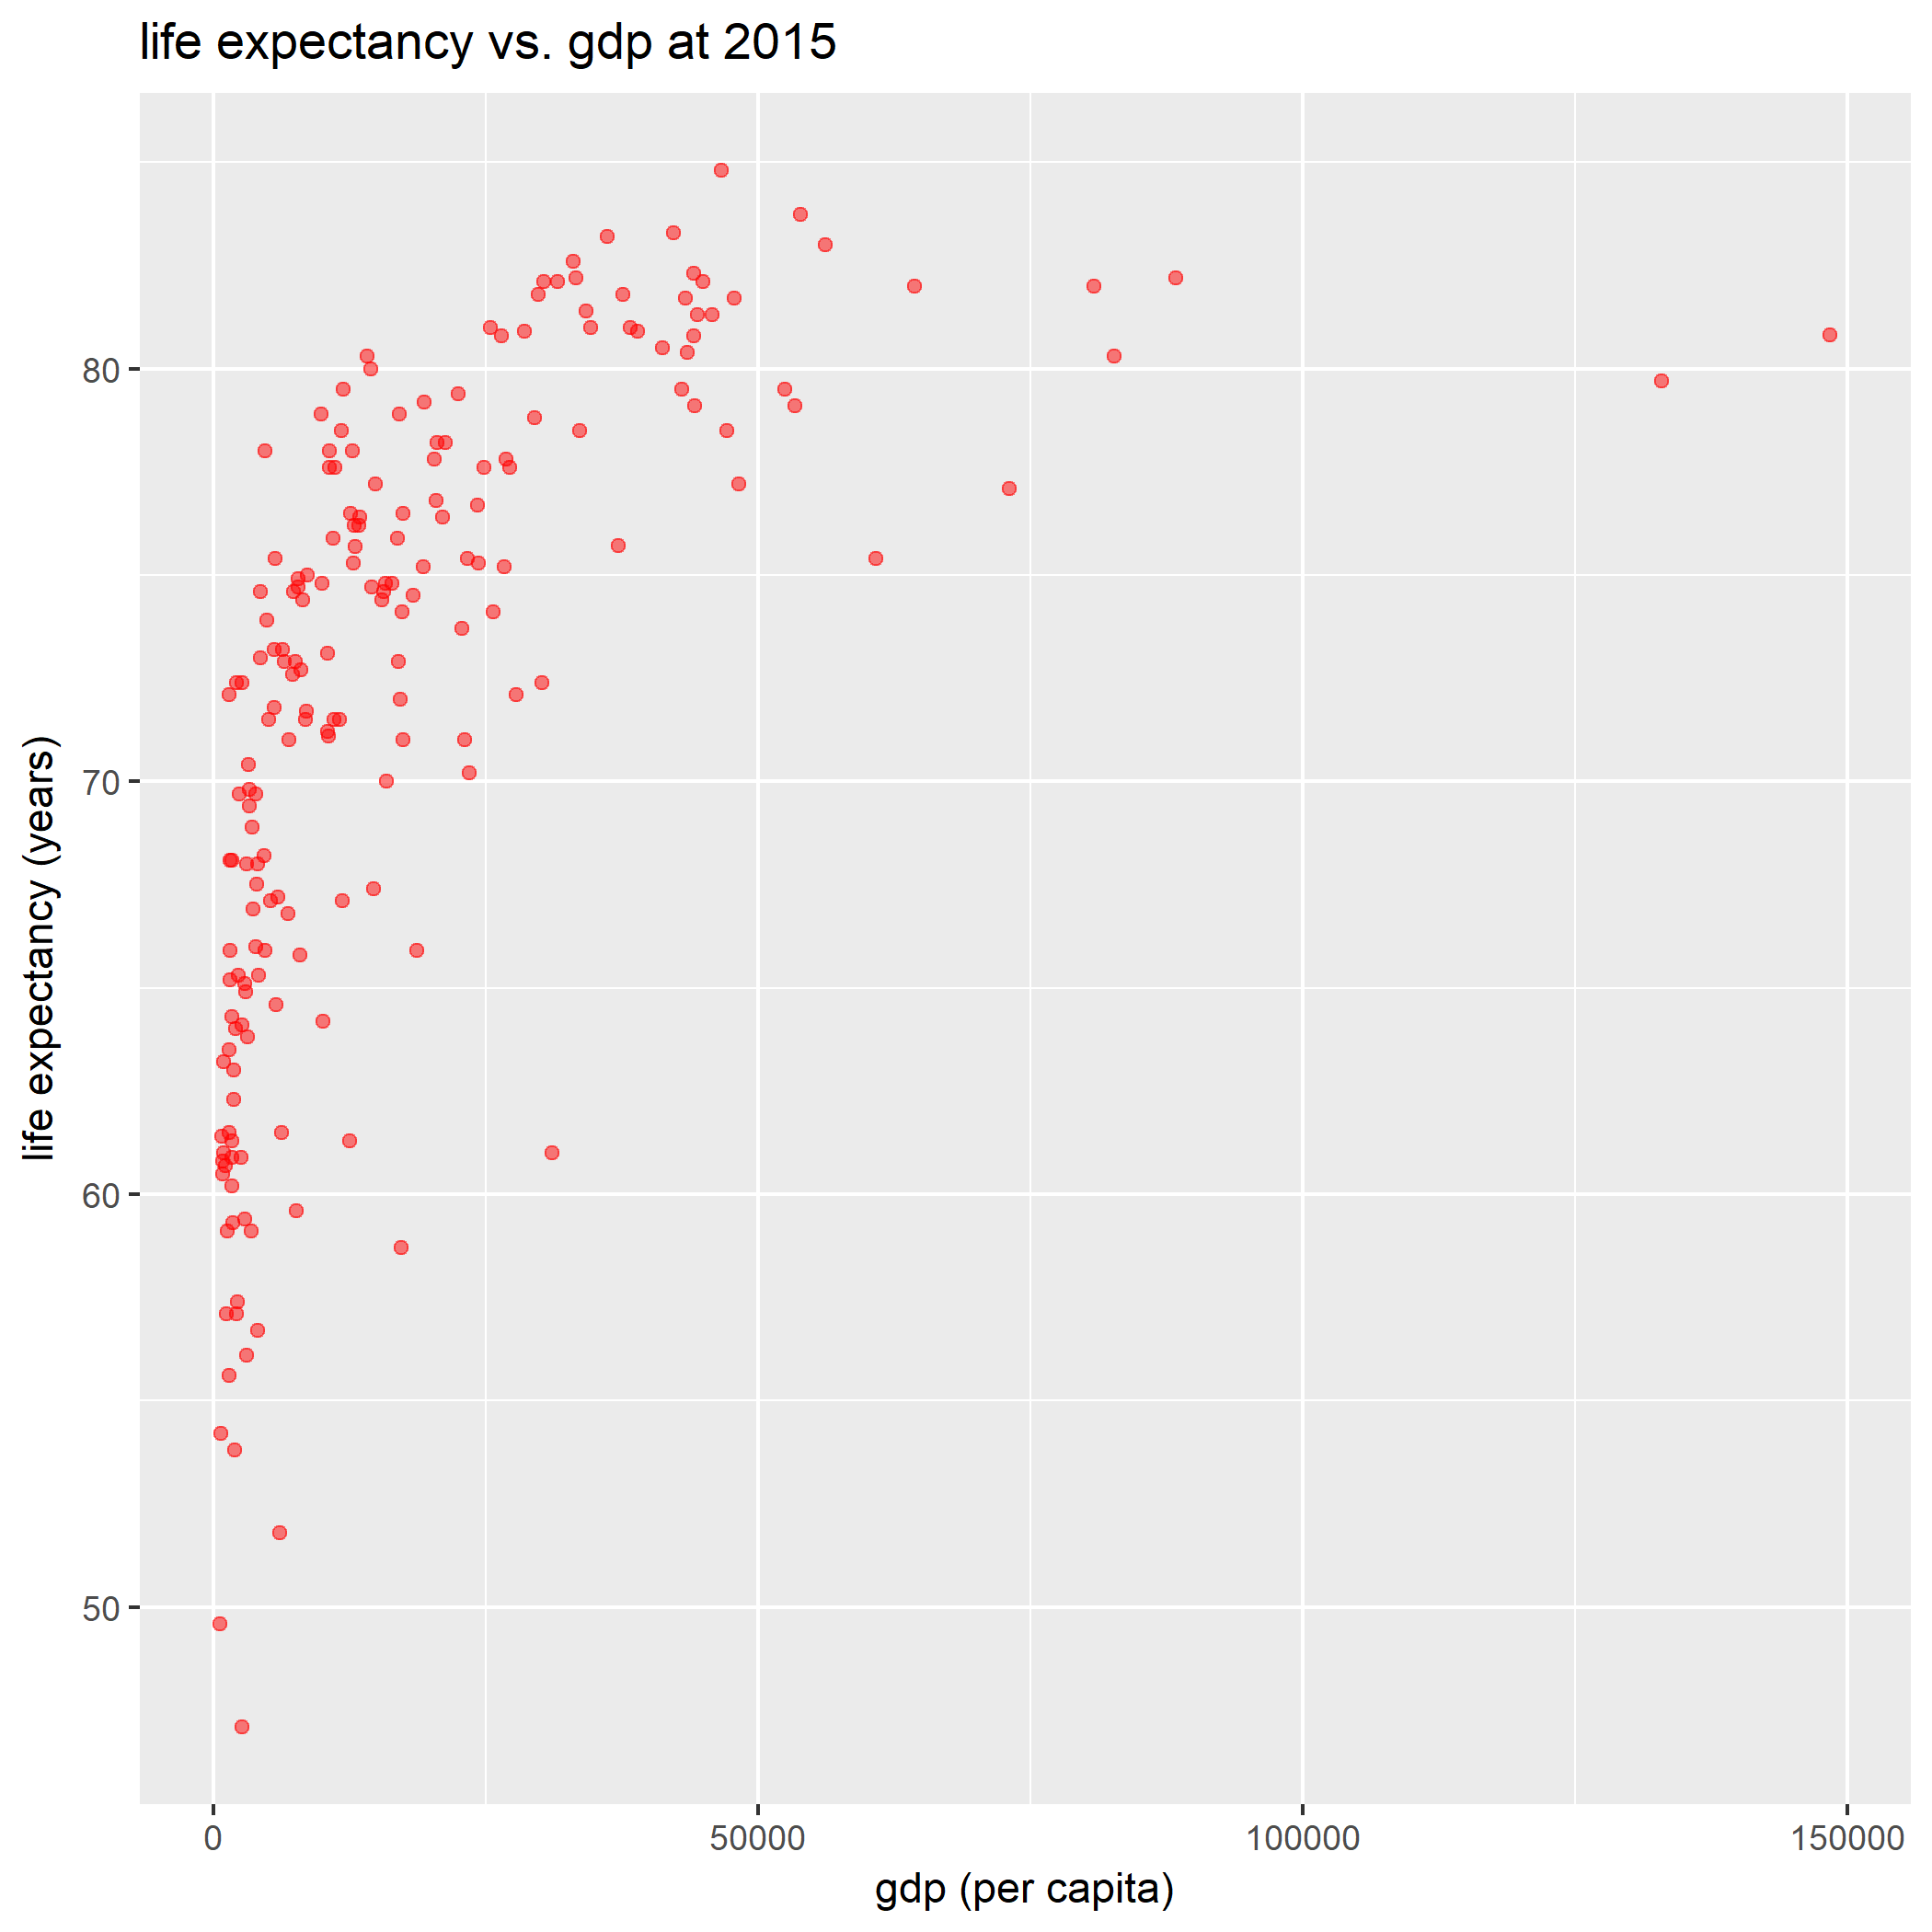 life expectancy vs. gdp at 2015
life expectancy (years)
80
70
60
50
0
50000
100000
150000
gdp (per capita)